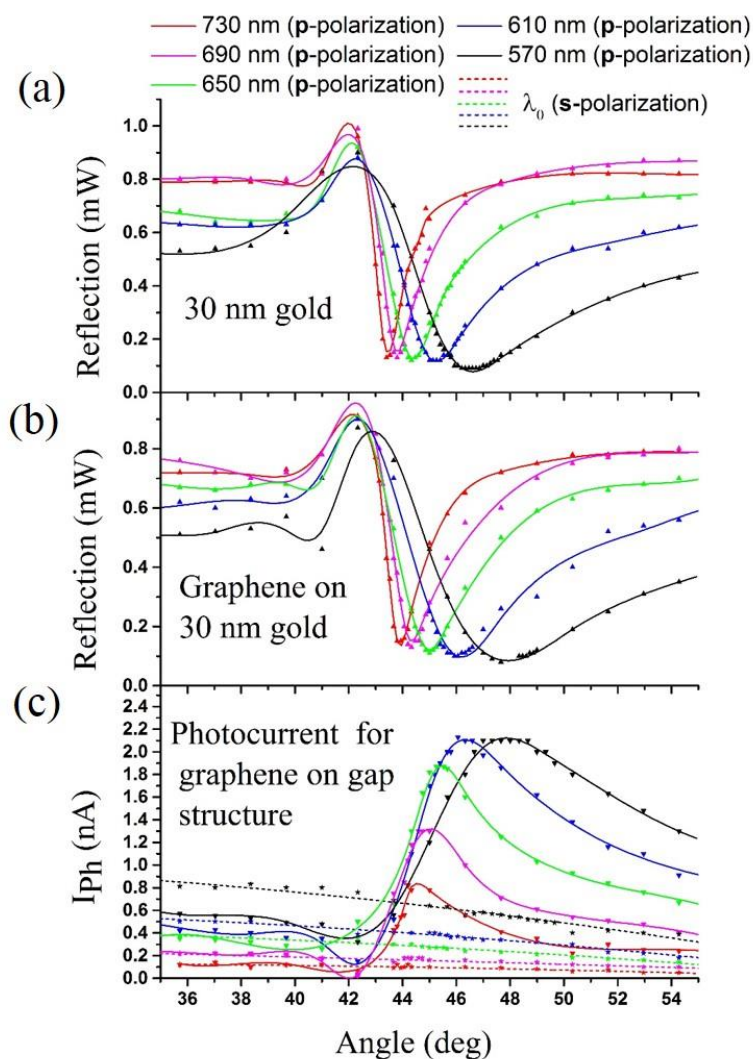 730 nm (p-polarization) 610 nm (p-polarization)
690 nm (p-polarization) 570 nm (p-polarization)
650 nm (p-polarization) λ₀ (s-polarization)
(a)
1.0
0.8
0.6
0.4
0.2
0.0
Reflection (mW)
30 nm gold
(b)
0.8
0.6
0.4
0.2
0.0
Reflection (mW)
Graphene on
30 nm gold
(c)
2.4
2.2
2.0
1.8
1.6
1.4
1.2
1.0
0.8
0.6
0.4
0.2
0.0
I_Ph (nA)
Photocurrent for
graphene on gap
structure
36 38 40 42 44 46 48 50 52 54
Angle (deg)